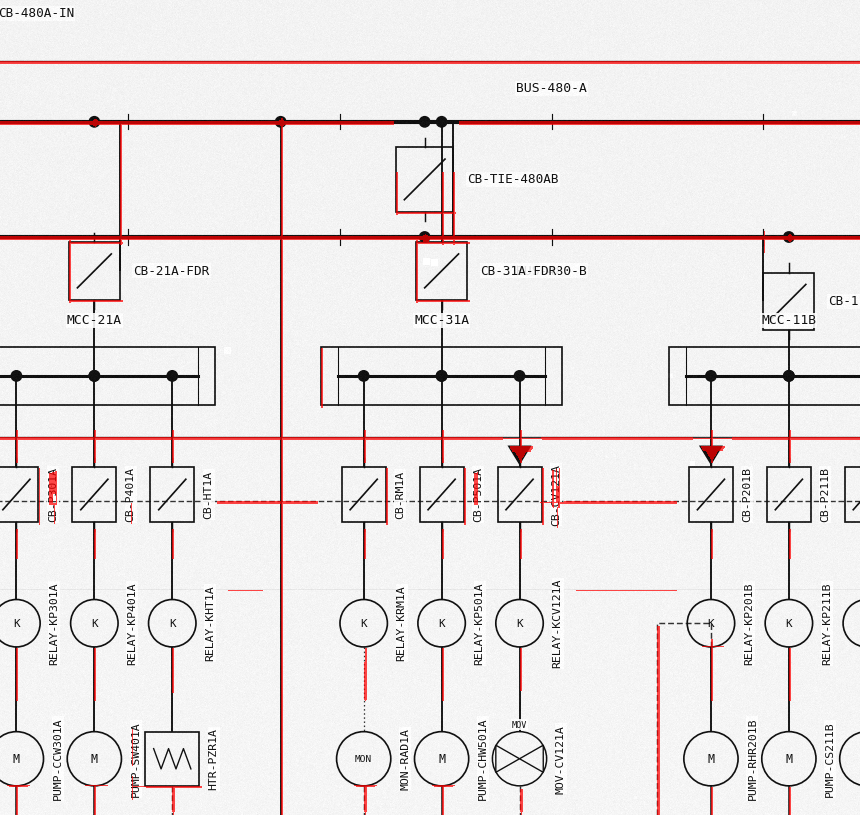 CB-480A-IN
BUS-480-A
CB-TIE-480AB
CB-21A-FDR
CB-31A-FDR
80-B
CB-1
MCC-21A
MCC-31A
MCC-11B
CB-P401A
CB-HT1A
CB-RM1A
CB-P501A
CB-CV121A
CB-P201B
CB-P211B
K
K
K
K
K
K
K
RELAY-KP301A
RELAY-KP401A
RELAY-KHT1A
RELAY-KRM1A
RELAY-KP501A
RELAY-KCV121A
RELAY-KP201B
K
RELAY-KP211B
MOV
M
M
MON
M
M
M
PUMP-CCW301A
PUMP-SW401A
HTR-PZR1A
MON-RAD1A
PUMP-CHW501A
MOV-CV121A
PUMP-RHR201B
PUMP-CS211B